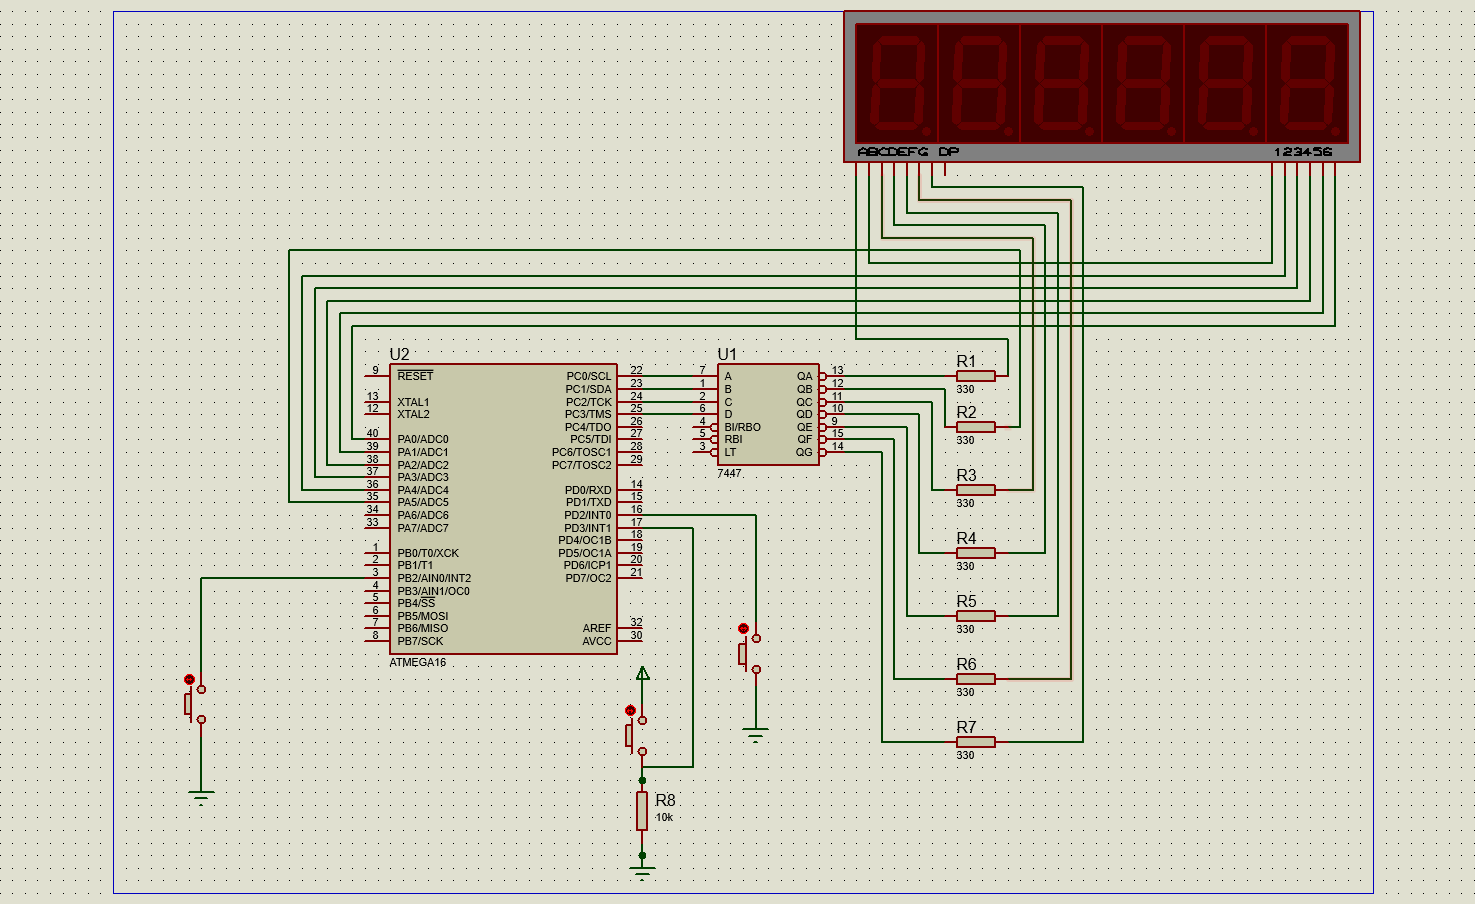 ABCDEFG DP
123456
U2
9
RESET
13
XTAL1
12
XTAL2
40
PA0/ADC0
39
PA1/ADC1
38
PA2/ADC2
37
PA3/ADC3
36
PA4/ADC4
35
PA5/ADC5
34
PA6/ADC6
33
PA7/ADC7
1
PB0/T0/XCK
2
PB1/T1
3
PB2/AIN0/INT2
4
PB3/AIN1/OC0
5
PB4/SS
6
PB5/MOSI
7
PB6/MISO
8
PB7/SCK
PC0/SCL
22
PC1/SDA
23
PC2/TCK
24
PC3/TMS
25
PC4/TDO
26
PC5/TDI
27
PC6/TOSC1
28
PC7/TOSC2
29
PD0/RXD
14
PD1/TXD
15
PD2/INT0
16
PD3/INT1
17
PD4/OC1B
18
PD5/OC1A
19
PD6/ICP1
20
PD7/OC2
21
AREF
32
AVCC
30
ATMEGA16
U1
7
A
1
B
2
C
6
D
4
BI/RBO
5
RBI
3
LT
QA
13
QB
12
QC
11
QD
10
QE
9
QF
15
QG
14
7447
R1
330
R2
330
R3
330
R4
330
R5
330
R6
330
R7
330
R8
10k